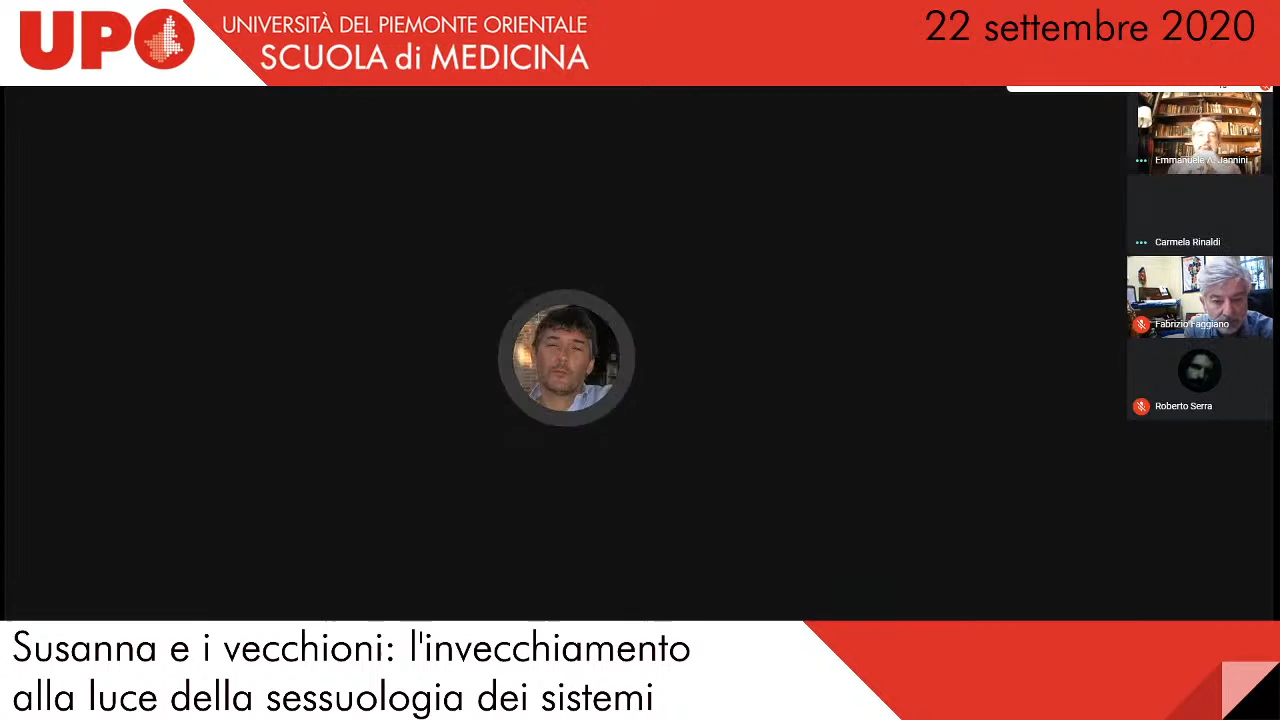 UPO
UNIVERSITÀ DEL PIEMONTE ORIENTALE
SCUOLA di MEDICINA
22 settembre 2020
Emmanuele A. Jannini
Carmela Rinaldi
Fabrizio Faggiano
Roberto Serra
Susanna e i vecchioni: l'invecchiamento
alla luce della sessuologia dei sistemi